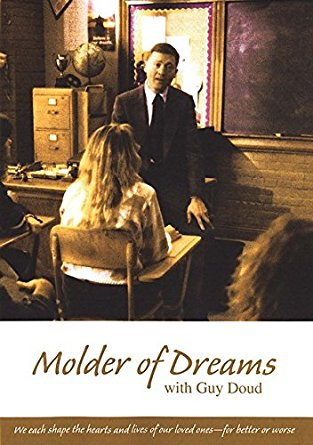 Molder of Dreams
with Guy Doud
We each shape the hearts and lives of our loved ones—for better or worse